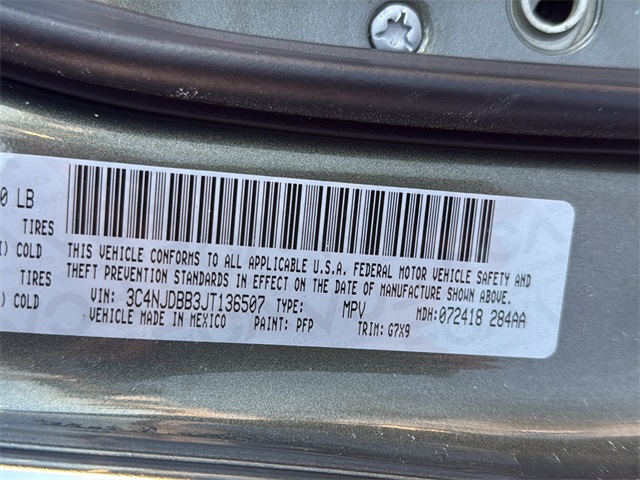 0 LB
TIRES
) COLD
TIRES
) COLD
THIS VEHICLE CONFORMS TO ALL APPLICABLE U.S.A. FEDERAL MOTOR VEHICLE SAFETY AND
THEFT PREVENTION STANDARDS IN EFFECT ON THE DATE OF MANUFACTURE SHOWN ABOVE.
VIN: 3C4NJDBB3JT136507 TYPE: MPV MDH: 072418 284AA
VEHICLE MADE IN MEXICO PAINT: PFP TRIM: G7X9